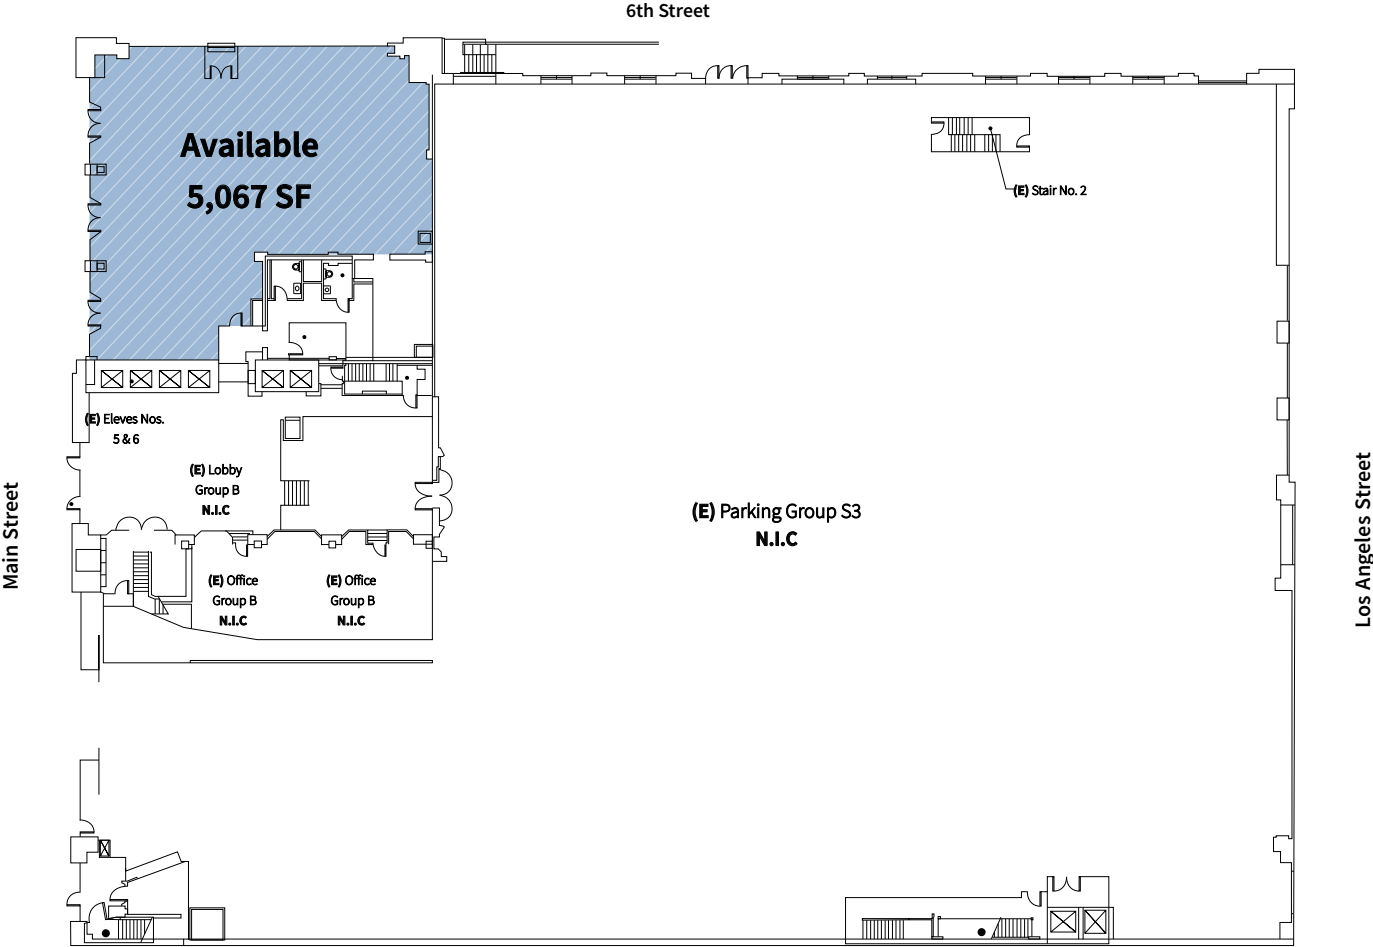 6th Street
Available
5,067 SF
(E) Stair No. 2
(E) Eleves Nos.
5 & 6
(E) Lobby
Group B
N.I.C
Main Street
(E) Parking Group S3
N.I.C
Los Angeles Street
(E) Office
Group B
N.I.C
(E) Office
Group B
N.I.C